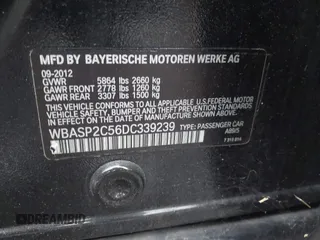 MFD BY BAYERISCHE MOTOREN WERKE AG
09-2012
GVWR 5864 lbs 2660 kg
GAWR FRONT 2778 lbs 1260 kg
GAWR REAR 3307 lbs 1500 kg
THIS VEHICLE CONFORMS TO ALL APPLICABLE U.S. FEDERAL MOTOR
VEHICLE SAFETY, BUMPER, AND THEFT PREVENTION STANDARDS
IN EFFECT ON THE DATE OF MANUFACTURE SHOWN ABOVE.
WBASP2C56DC339239 TYPE: PASSENGER CAR
DREAMBID